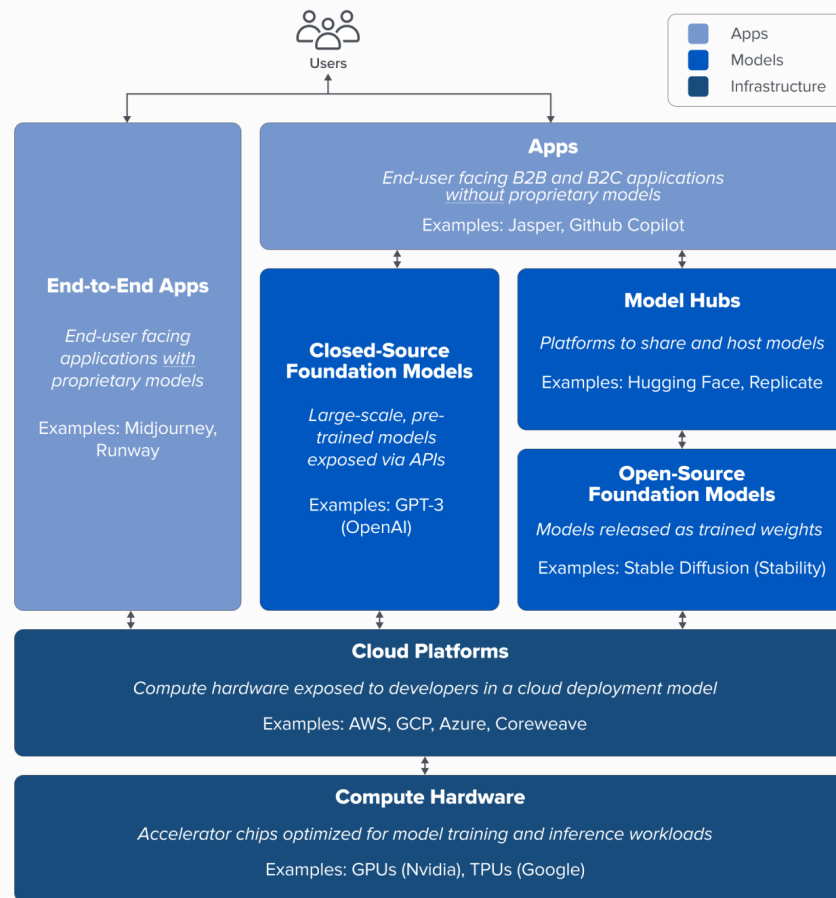 Users
Apps
Models
Infrastructure
Apps
End-user facing B2B and B2C applications
without proprietary models
Examples: Jasper, Github Copilot
End-to-End Apps
End-user facing
applications with
proprietary models
Examples: Midjourney,
Runway
Closed-Source
Foundation Models
Large-scale, pre-
trained models
exposed via APIs
Examples: GPT-3
(OpenAI)
Model Hubs
Platforms to share and host models
Examples: Hugging Face, Replicate
Open-Source
Foundation Models
Models released as trained weights
Examples: Stable Diffusion (Stability)
Cloud Platforms
Compute hardware exposed to developers in a cloud deployment model
Examples: AWS, GCP, Azure, Coreweave
Compute Hardware
Accelerator chips optimized for model training and inference workloads
Examples: GPUs (Nvidia), TPUs (Google)